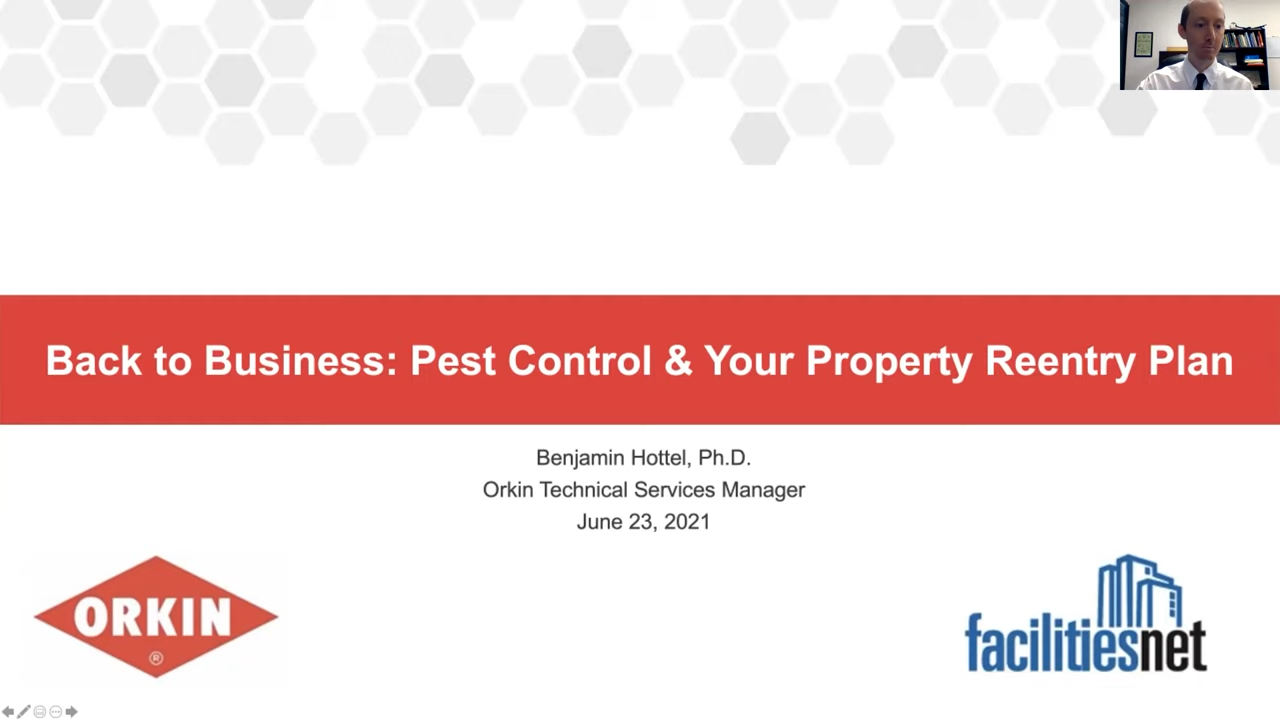 Back to Business: Pest Control & Your Property Reentry Plan
Benjamin Hottel, Ph.D.
Orkin Technical Services Manager
June 23, 2021
ORKIN
®
facilitiesnet